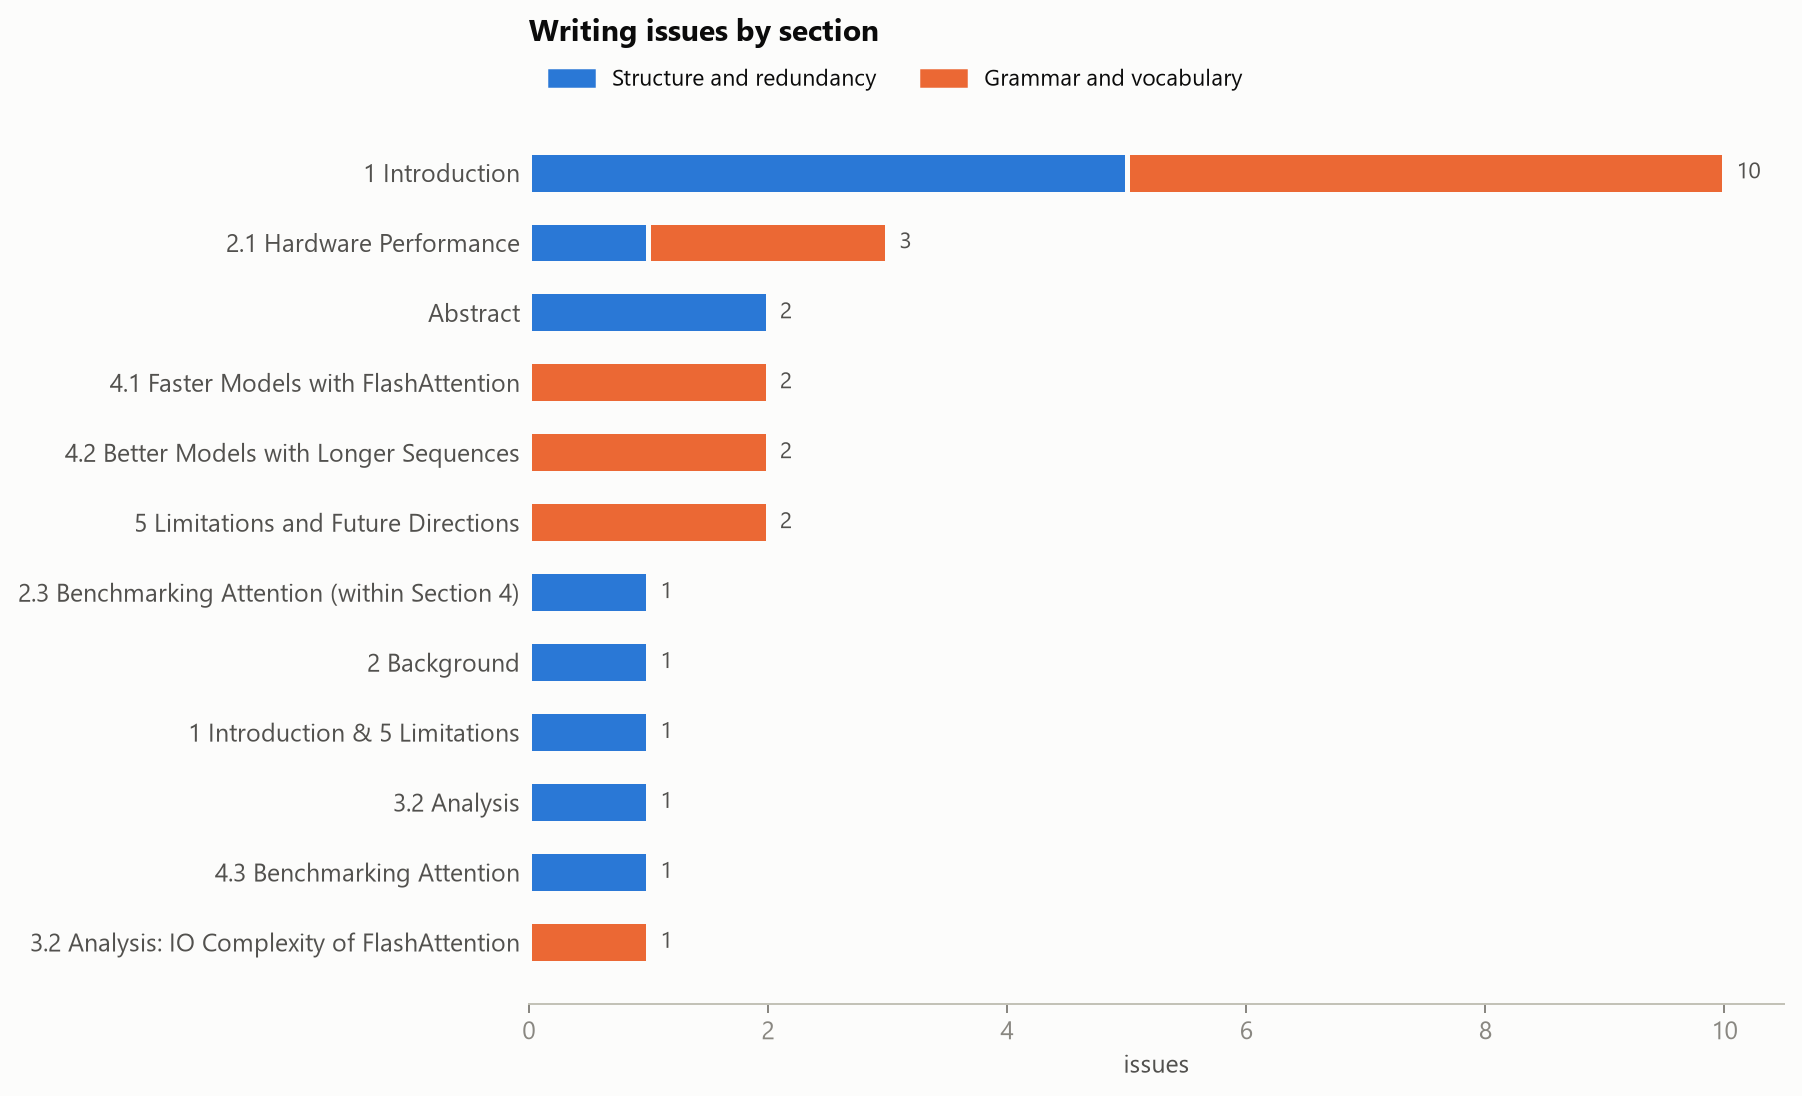 Writing issues by section
Structure and redundancy Grammar and vocabulary
1 Introduction 10
2.1 Hardware Performance 3
Abstract 2
4.1 Faster Models with FlashAttention 2
4.2 Better Models with Longer Sequences 2
5 Limitations and Future Directions 2
2.3 Benchmarking Attention (within Section 4) 1
2 Background 1
1 Introduction & 5 Limitations 1
3.2 Analysis 1
4.3 Benchmarking Attention 1
3.2 Analysis: IO Complexity of FlashAttention 1
0 2 4 6 8 10
issues